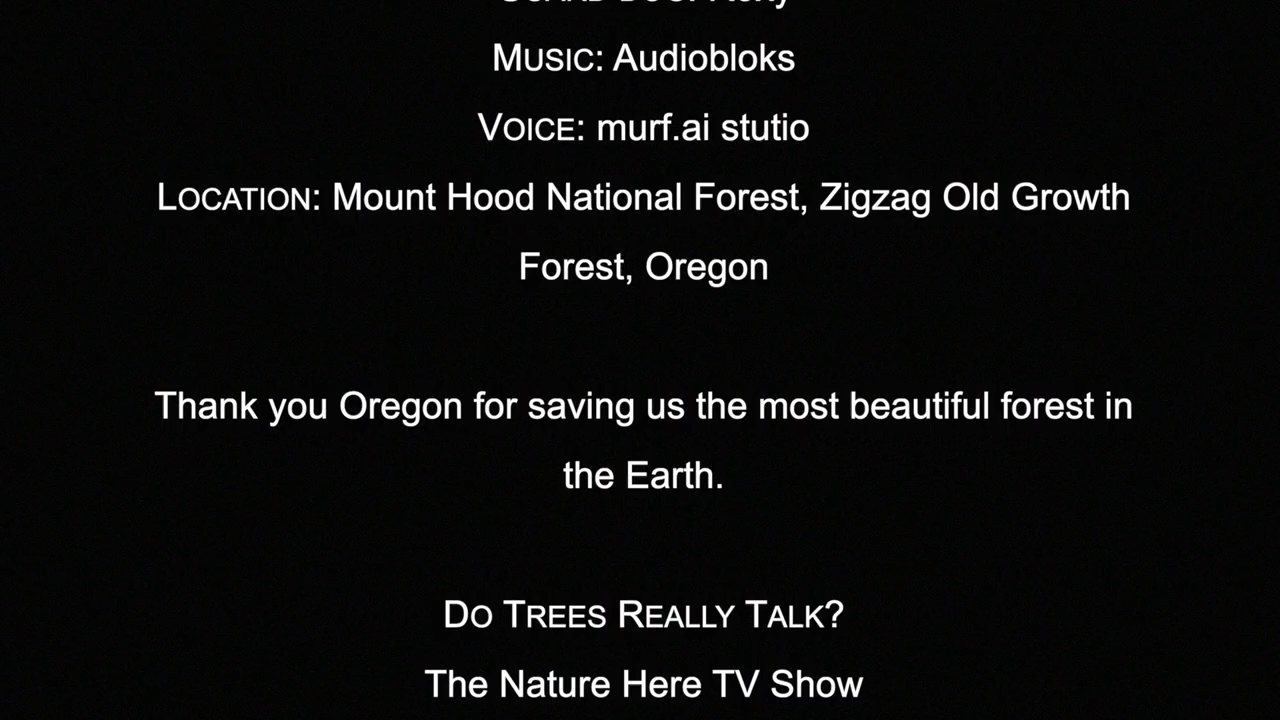 MUSIC: Audiobloks
VOICE: murf.ai stutio
LOCATION: Mount Hood National Forest, Zigzag Old Growth
Forest, Oregon
Thank you Oregon for saving us the most beautiful forest in
the Earth.
DO TREES REALLY TALK?
The Nature Here TV Show